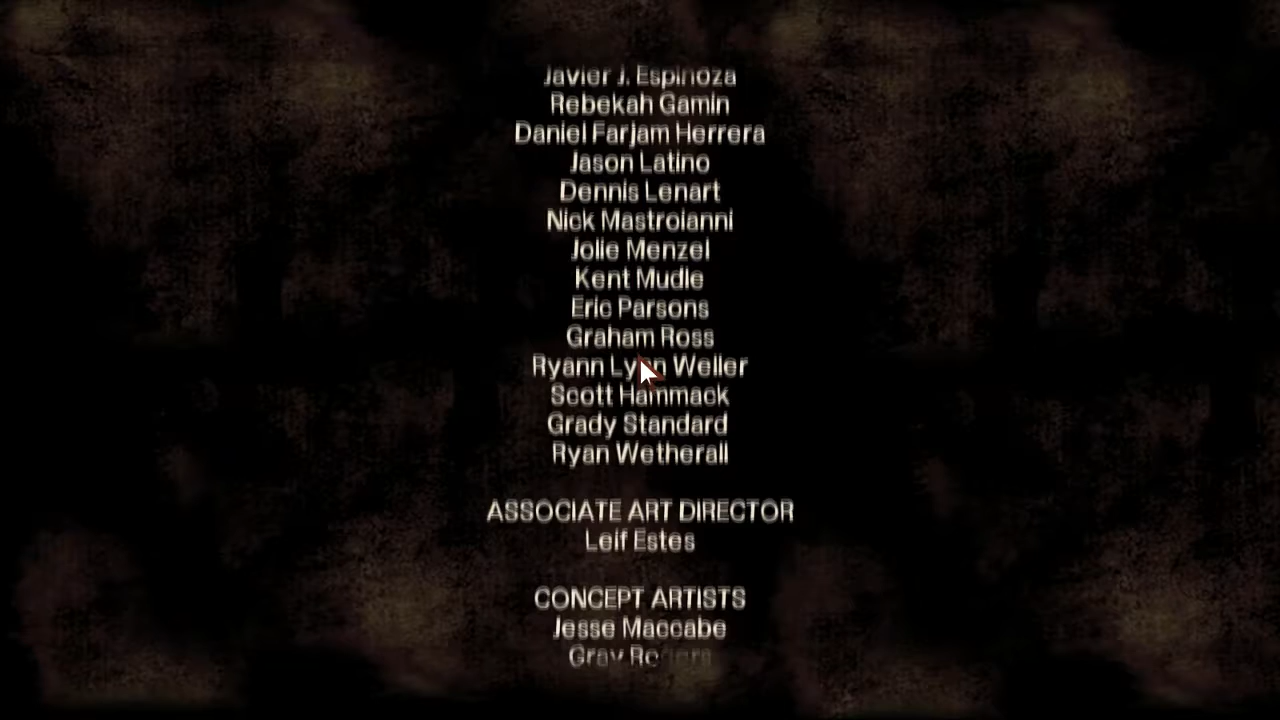 Javier J. Espinoza
Rebekah Gamin
Daniel Farjam Herrera
Jason Latino
Dennis Lenart
Nick Mastroianni
Jolie Menzel
Kent Mudle
Eric Parsons
Graham Ross
Ryann Lynn Weller
Scott Hammack
Grady Standard
Ryan Wetherall
ASSOCIATE ART DIRECTOR
Leif Estes
CONCEPT ARTISTS
Jesse Maccabe
Gray Rogers